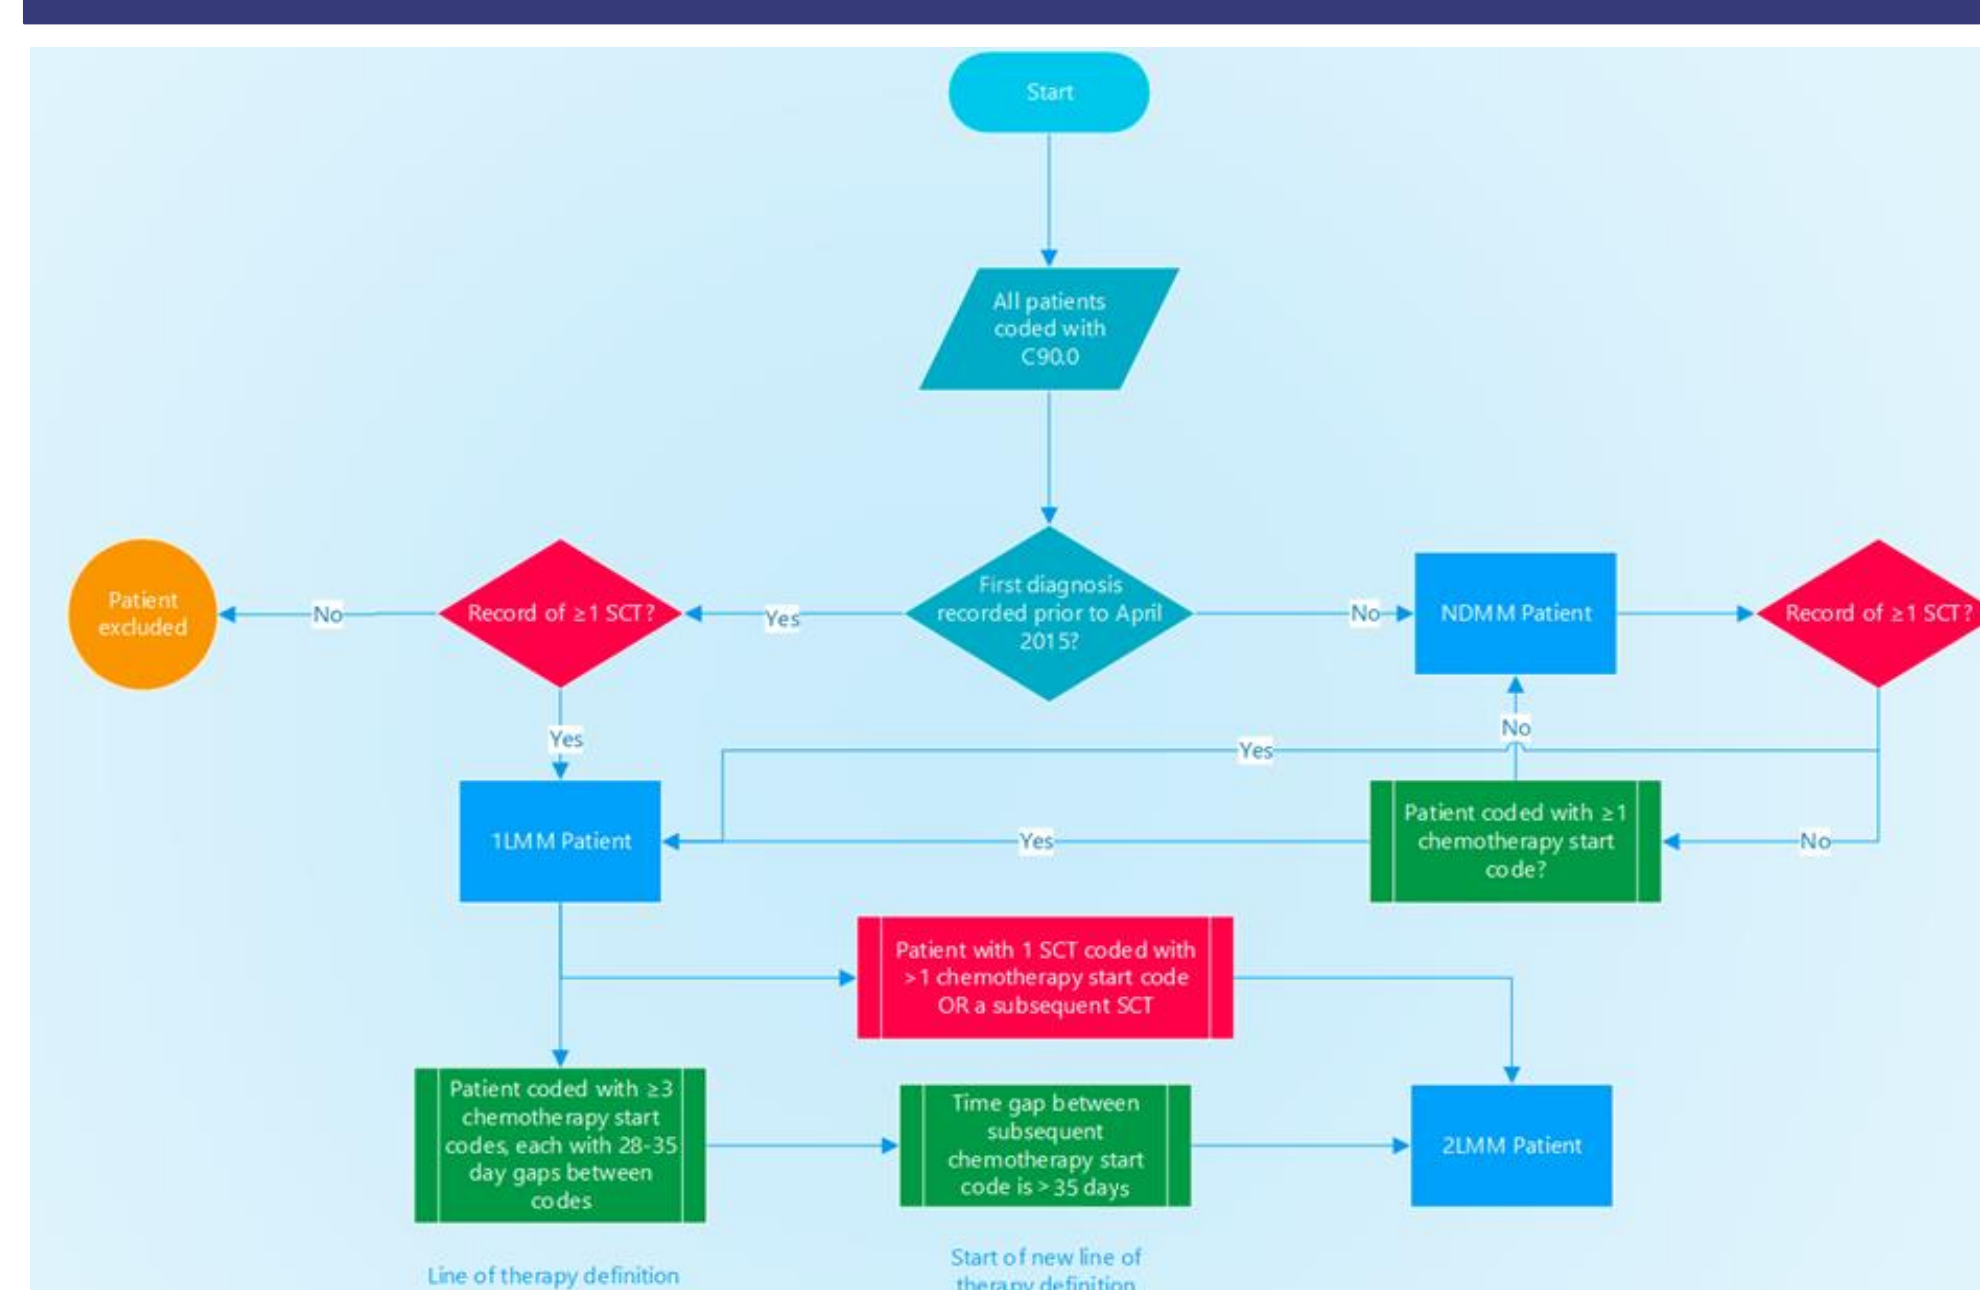 Start
All patients
coded with
C90.0
First diagnosis
recorded prior to April
2015?
Yes
No
Record of ≥1 SCT?
No
Patient
excluded
Yes
NDMM Patient
Record of ≥1 SCT?
No
Yes
1LMM Patient
Yes
Patient coded with ≥1
chemotherapy start
code?
No
Patient with 1 SCT coded with
>1 chemotherapy start code
OR a subsequent SCT
Patient coded with ≥3
chemotherapy start
codes, each with 28-35
day gaps between
codes
Time gap between
subsequent
chemotherapy start
code is > 35 days
2LMM Patient
Line of therapy definition
Start of new line of
therapy definition